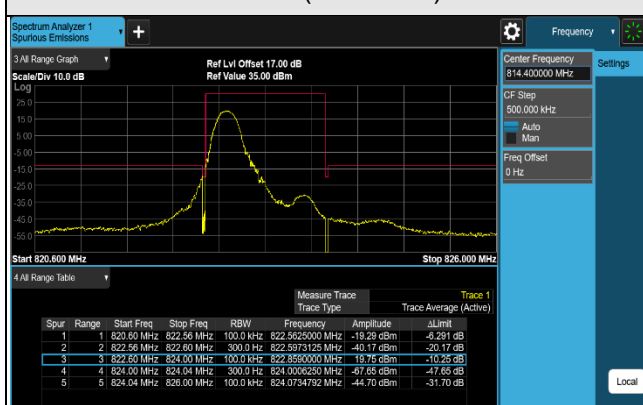 Spectrum Analyzer 1
Spurious Emissions
+
Frequency
3 All Range Graph
Scale/Div 10.0 dB
Ref Lvl Offset 17.00 dB
Ref Value 35.00 dBm
Log
25.0
15.0
5.00
-5.00
-15.0
-25.0
-35.0
-45.0
-55.0
Start 820.600 MHz
Stop 826.000 MHz
4 All Range Table
Measure Trace Trace 1
Trace Type Trace Average (Active)
Spur Range Start Freq Stop Freq RBW Frequency Amplitude ΔLimit
1 1 820.60 MHz 822.56 MHz 100.0 kHz 822.5625000 MHz -19.29 dBm -6.291 dB
2 2 822.56 MHz 822.60 MHz 300.0 Hz 822.5973125 MHz -40.17 dBm -20.17 dB
3 3 822.60 MHz 824.00 MHz 100.0 kHz 822.8590000 MHz 19.75 dBm -10.25 dB
4 4 824.00 MHz 824.04 MHz 300.0 Hz 824.0006250 MHz -67.65 dBm -47.65 dB
5 5 824.04 MHz 826.00 MHz 100.0 kHz 824.0734792 MHz -44.70 dBm -31.70 dB
Center Frequency
814.400000 MHz
Settings
CF Step
500.000 kHz
Auto
Man
Freq Offset
0 Hz
Local